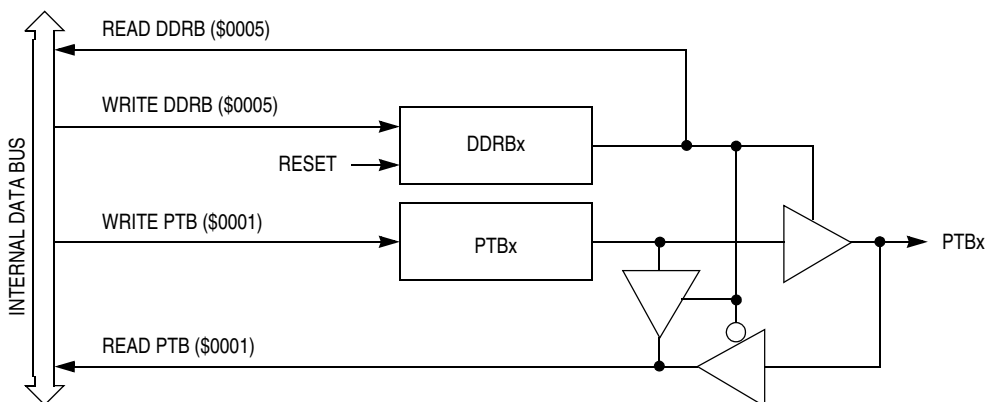 READ DDRB ($0005)
WRITE DDRB ($0005)
DDRBx
RESET
INTERNAL DATA BUS
WRITE PTB ($0001)
PTBx
PTBx
READ PTB ($0001)